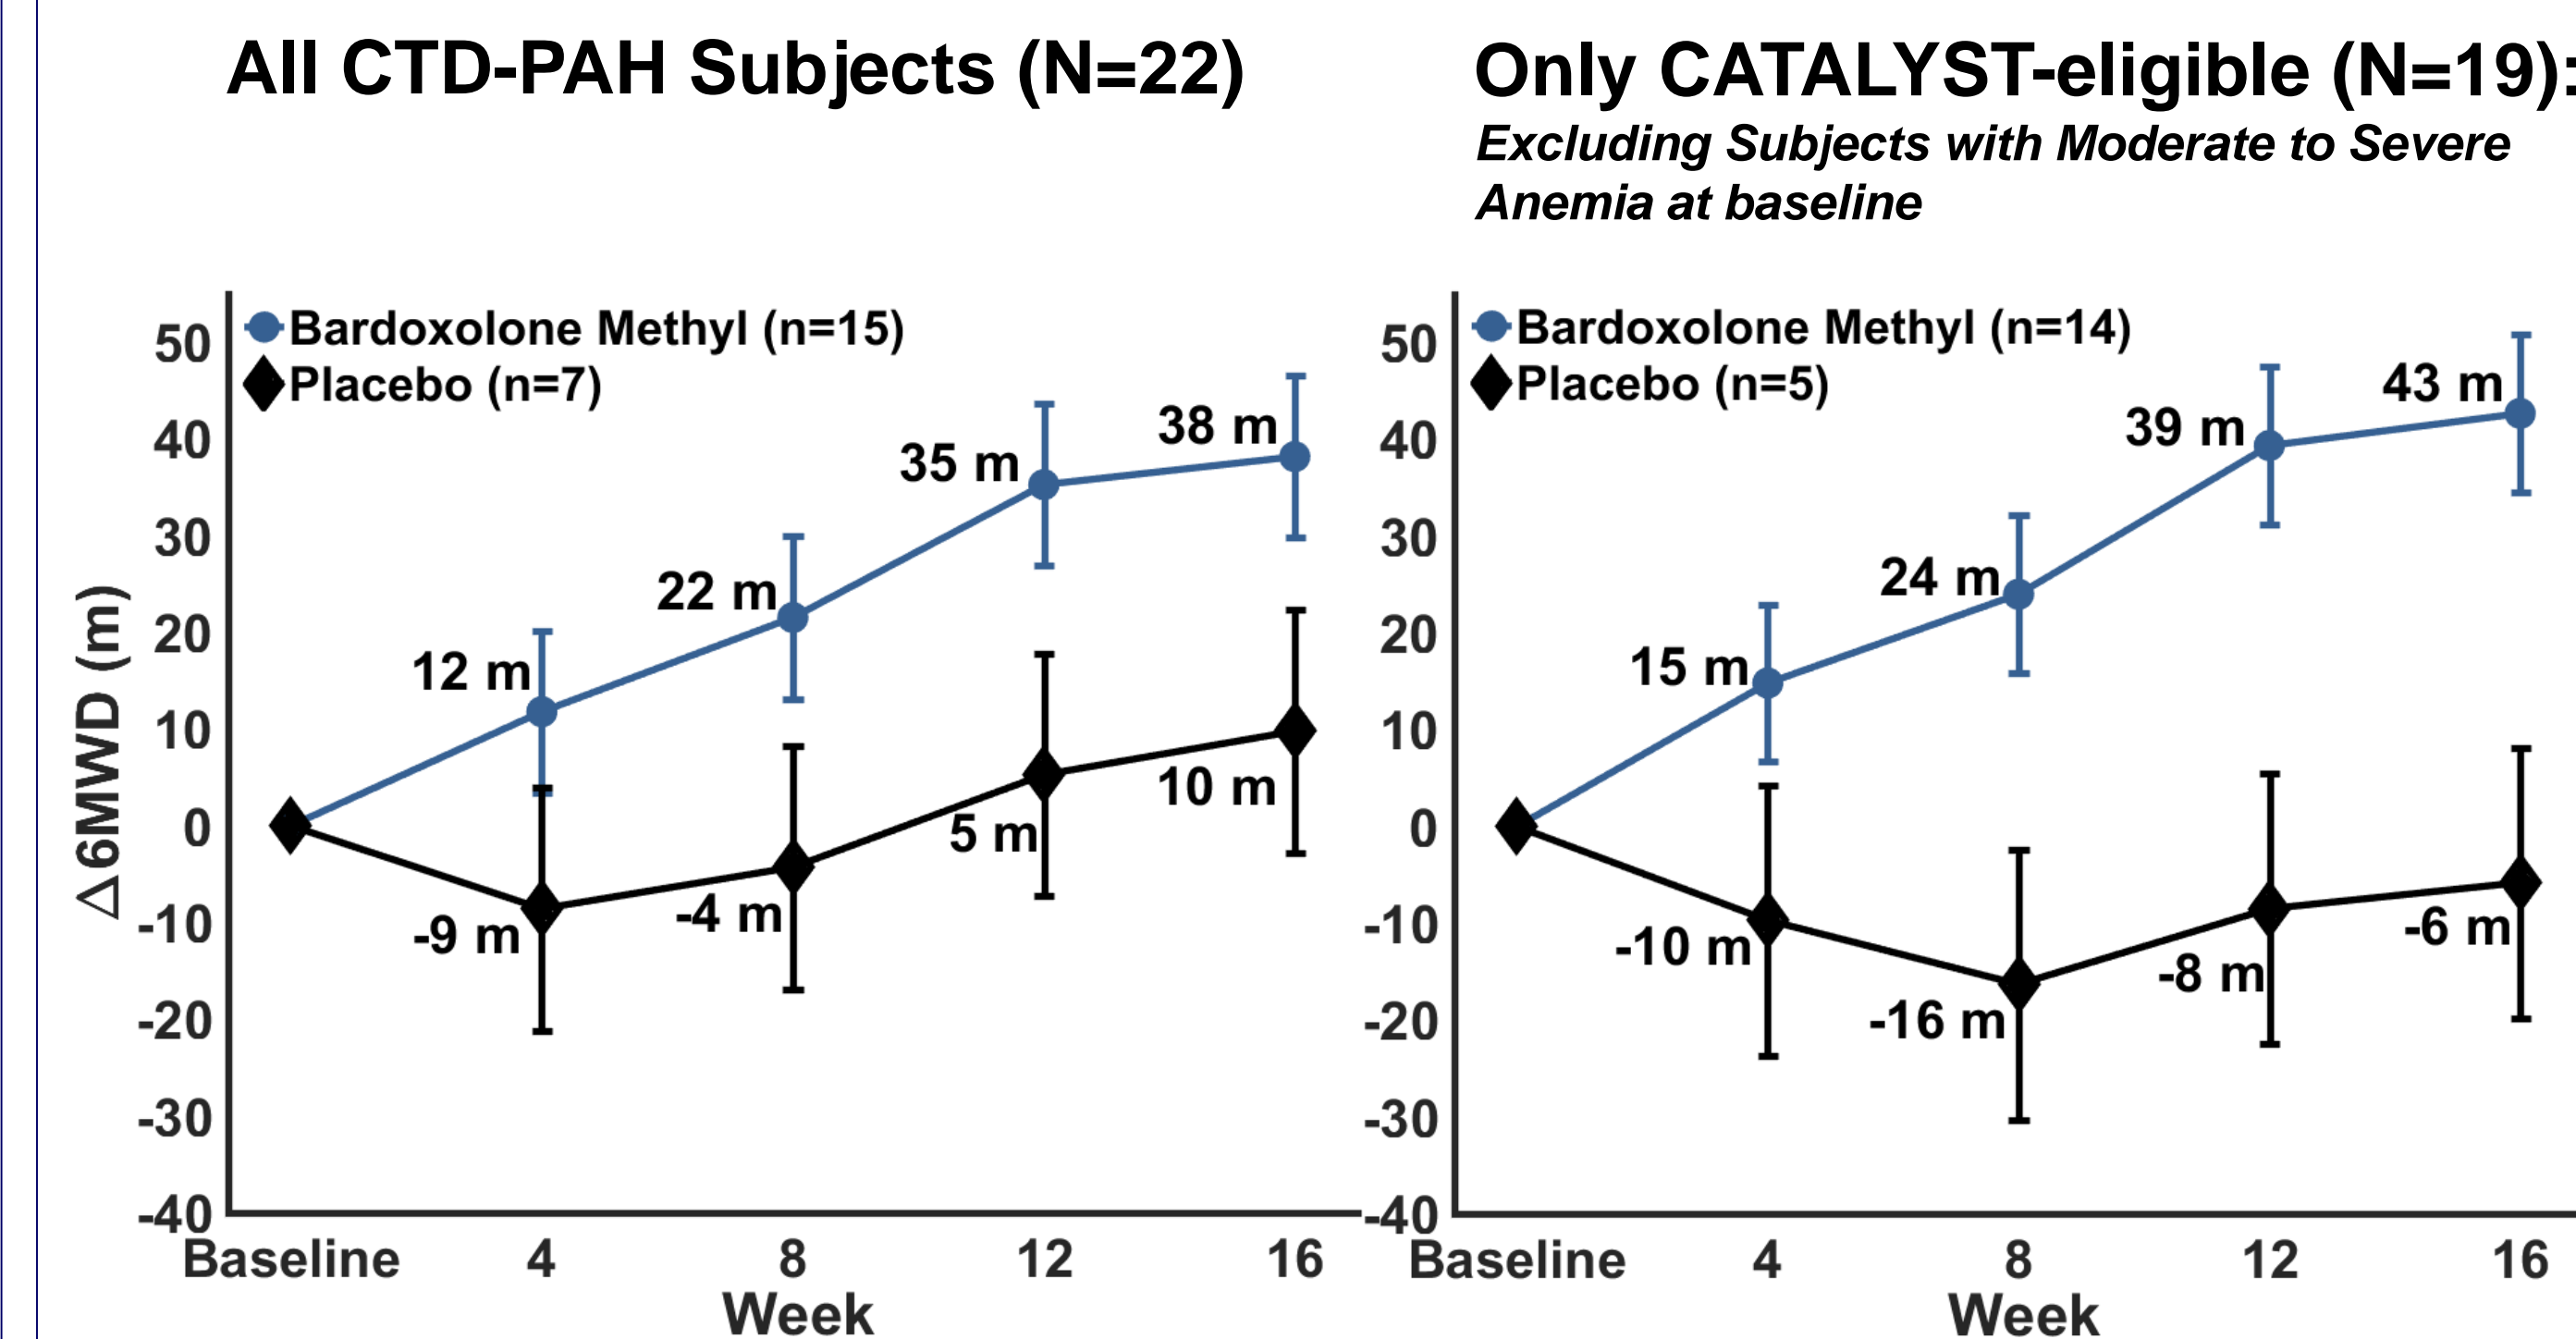 All CTD-PAH Subjects (N=22)
Only CATALYST-eligible (N=19):
Excluding Subjects with Moderate to Severe
Anemia at baseline
Δ6MWD (m)
50
40
30
20
10
0
-10
-20
-30
-40
Bardoxolone Methyl (n=15)
Placebo (n=7)
12 m
22 m
35 m
38 m
-9 m
-4 m
5 m
10 m
Baseline 4 8 12 16
Week
50
40
30
20
10
0
-10
-20
-30
-40
Bardoxolone Methyl (n=14)
Placebo (n=5)
15 m
24 m
39 m
43 m
-10 m
-16 m
-8 m
-6 m
Baseline 4 8 12 16
Week